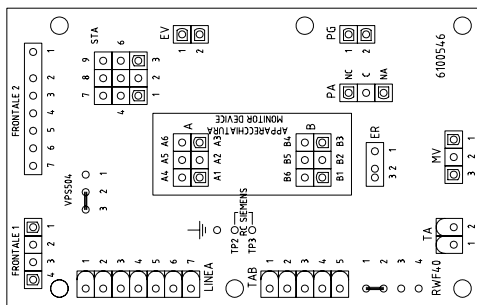 FRONTALE 2
7 6 5 4 3 2 1
STA
9 6 3
8
7 4 1
EV
1 2
PG
1 2
PA
NC C NA
6100546
APPARECCHIATURA
MONITOR DEVICE
A
A6 A3
A5 A2
A4 A1
B
B4 B3
B5 B2
B6 B1
ER
3 2 1
MV
3 2 1
VPS504
3 2 1
FRONTALE 1
4 3 2 1
TP2
TP3
RC SIEMENS
LINEA
1 2 3 4 5 6 7
TAB
1 2 3 4 5
RWF40
1 2 3 4
TA
2 1